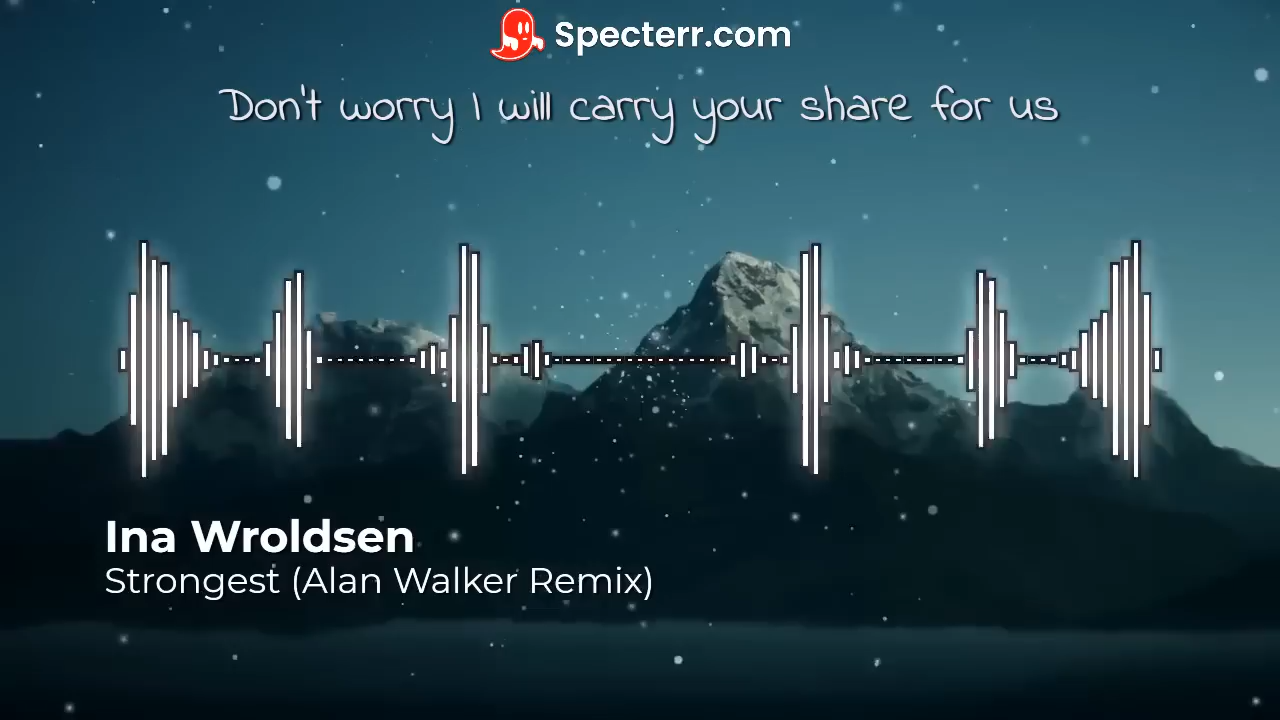 Specterr.com
Don't worry I will carry your share for us
Ina Wroldsen
Strongest (Alan Walker Remix)